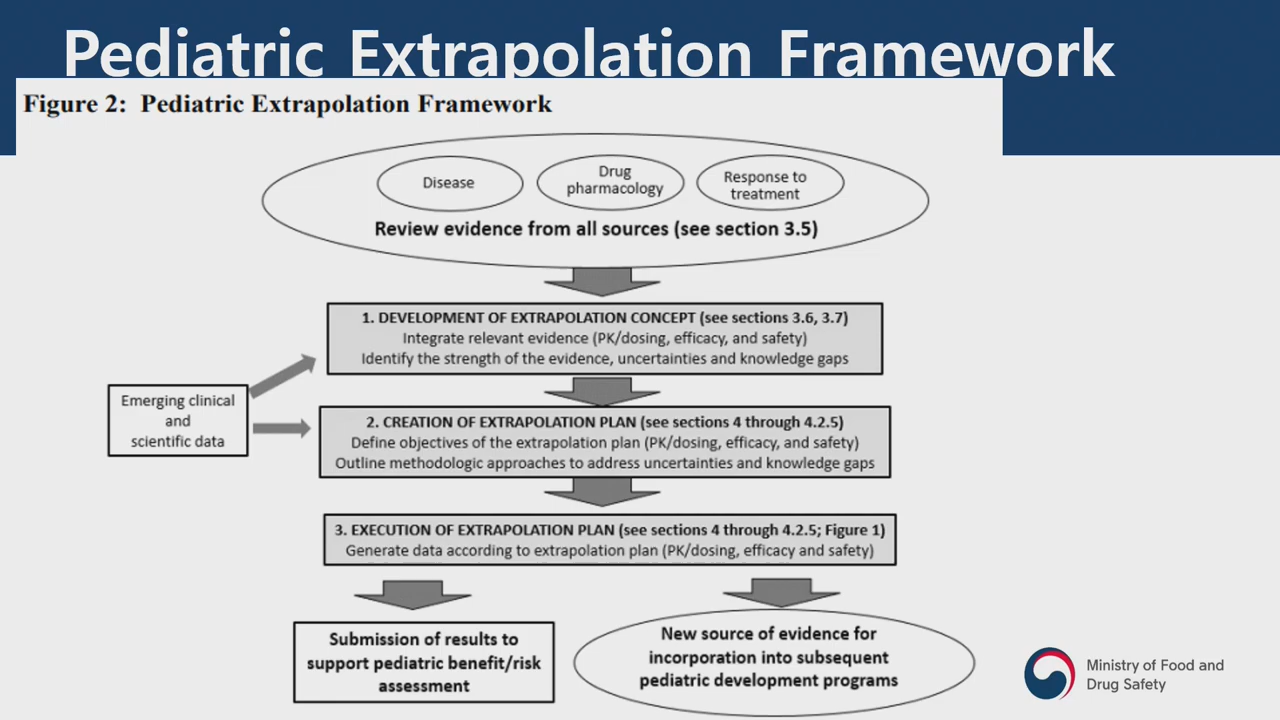 Pediatric Extrapolation Framework
Figure 2: Pediatric Extrapolation Framework
Disease
Drug
pharmacology
Response to
treatment
Review evidence from all sources (see section 3.5)
1. DEVELOPMENT OF EXTRAPOLATION CONCEPT (see sections 3.6, 3.7)
Integrate relevant evidence (PK/dosing, efficacy, and safety)
Identify the strength of the evidence, uncertainties and knowledge gaps
Emerging clinical
and
scientific data
2. CREATION OF EXTRAPOLATION PLAN (see sections 4 through 4.2.5)
Define objectives of the extrapolation plan (PK/dosing, efficacy, and safety)
Outline methodologic approaches to address uncertainties and knowledge gaps
3. EXECUTION OF EXTRAPOLATION PLAN (see sections 4 through 4.2.5; Figure 1)
Generate data according to extrapolation plan (PK/dosing, efficacy and safety)
Submission of results to
support pediatric benefit/risk
assessment
New source of evidence for
incorporation into subsequent
pediatric development programs
Ministry of Food and
Drug Safety